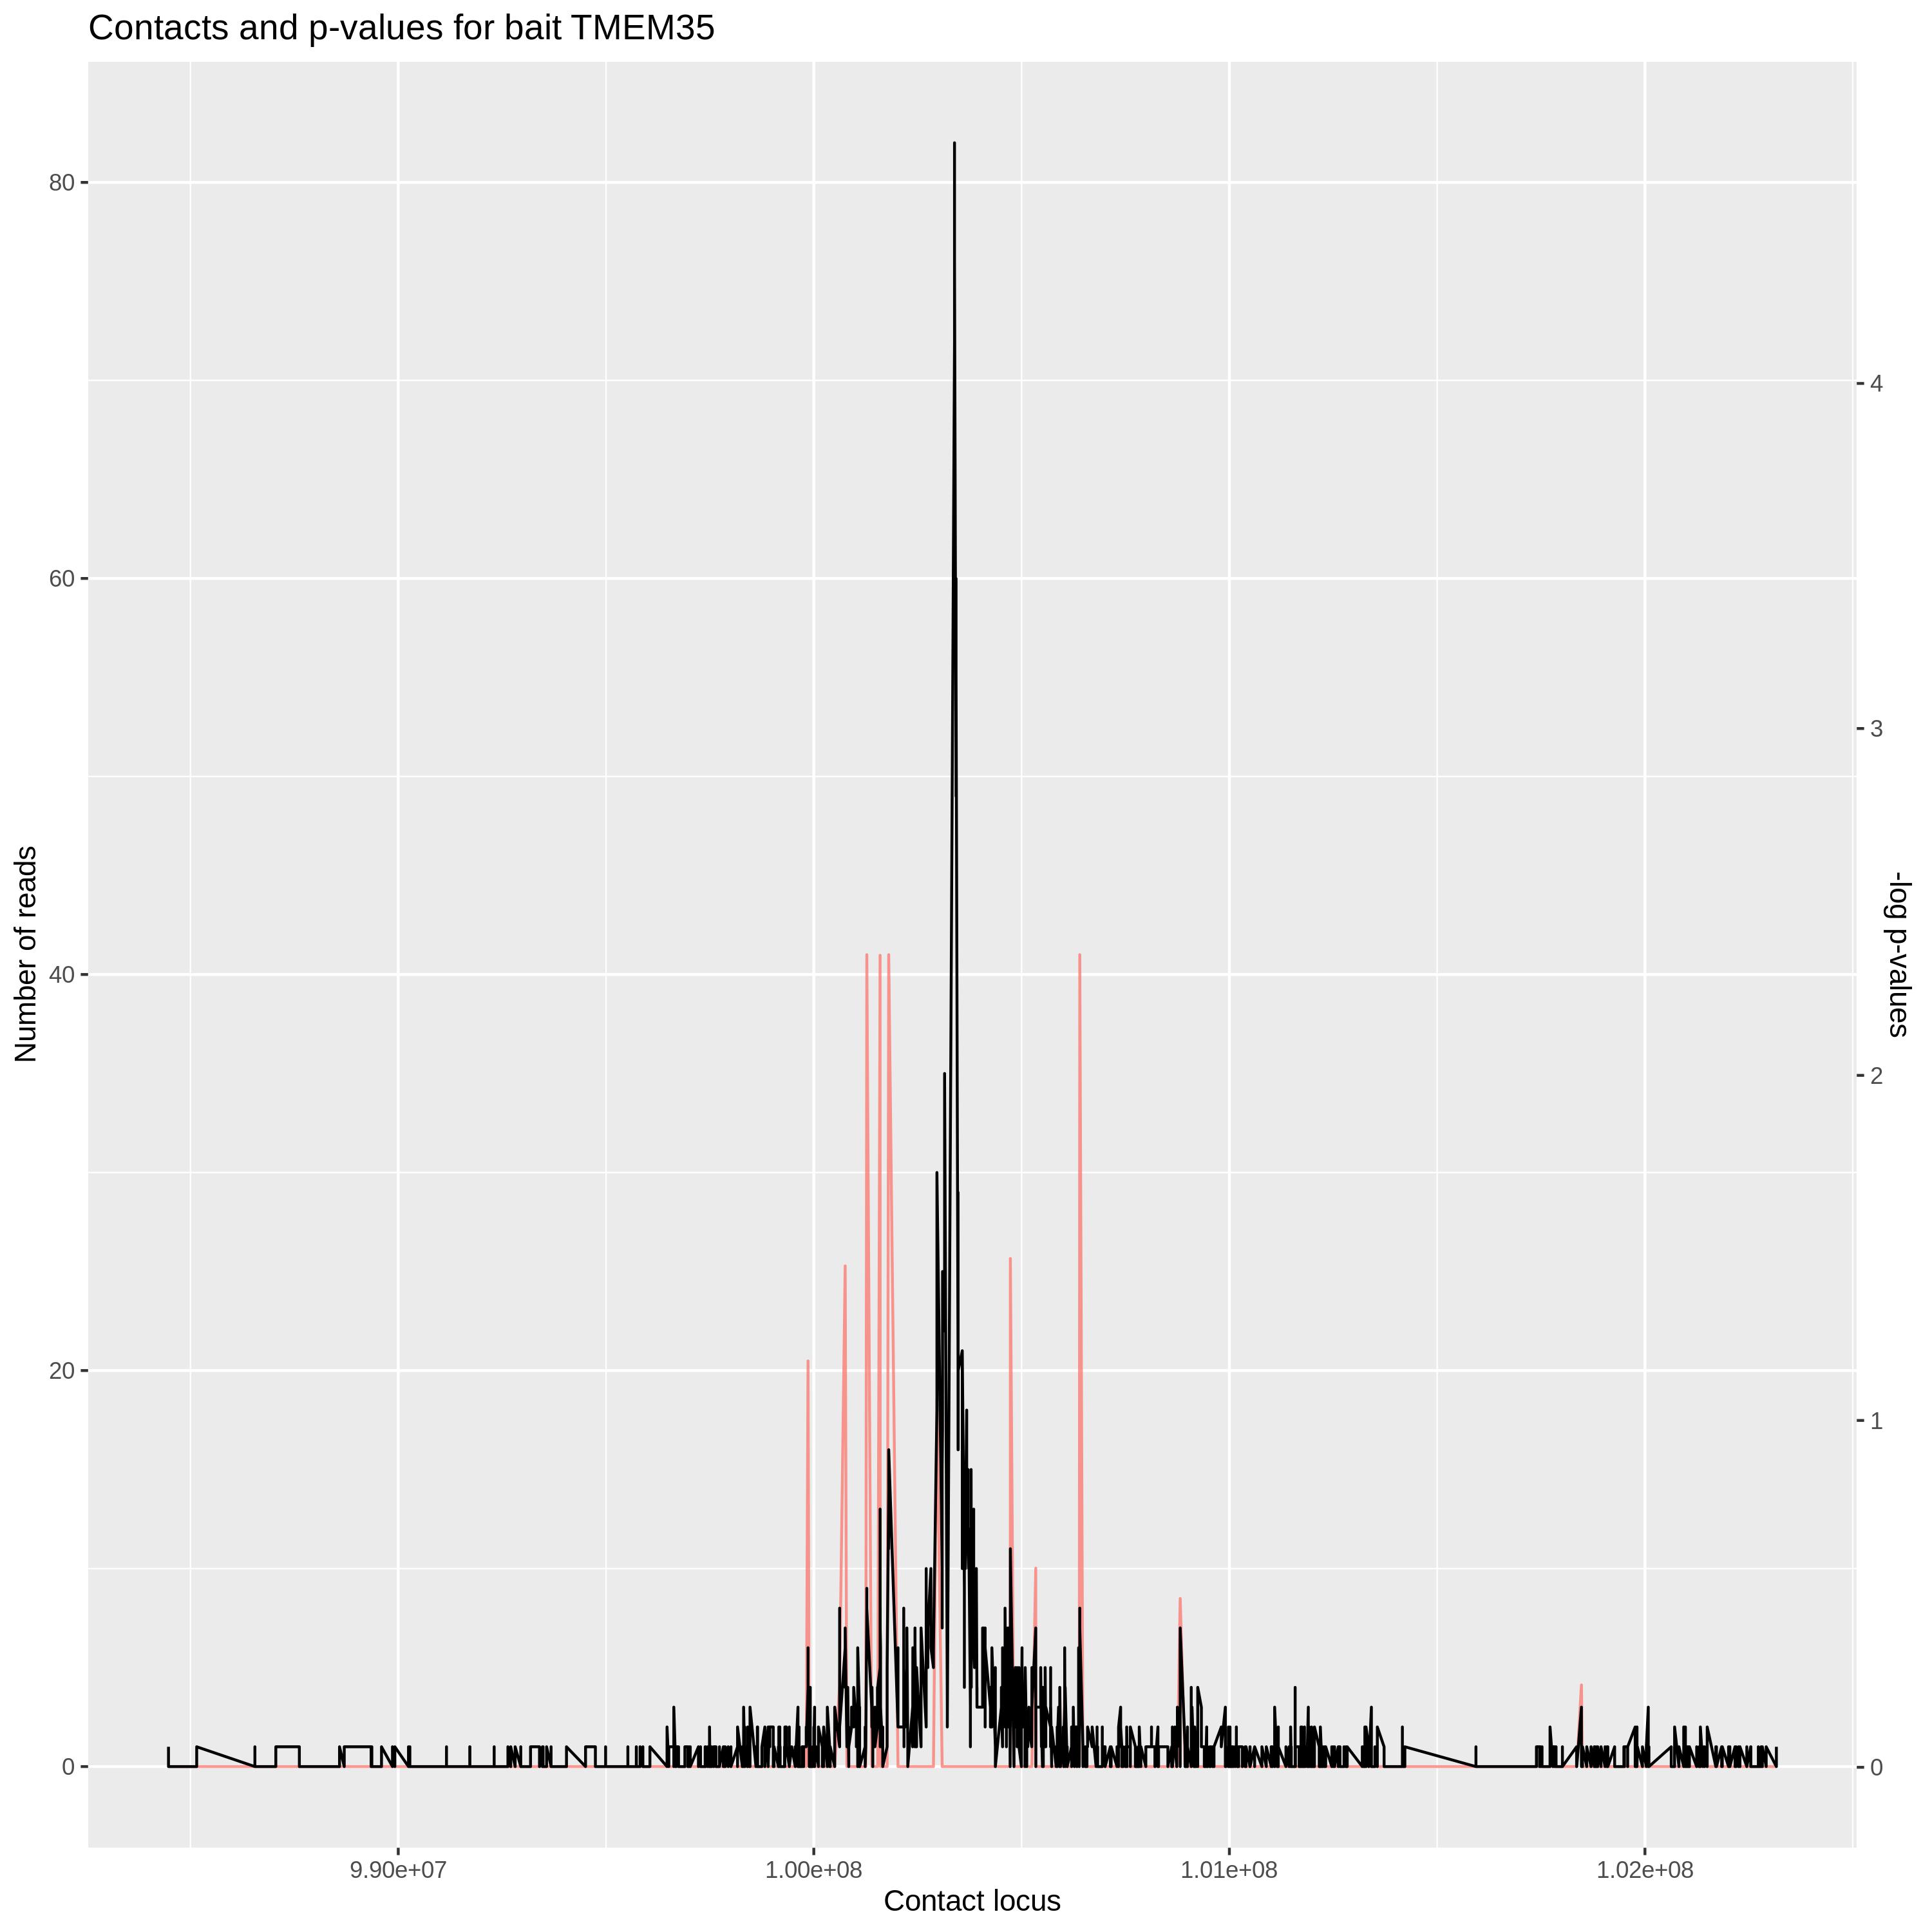 Contacts and p-values for bait TMEM35
80
60
40
20
0
Number of reads
4
3
2
1
0
-log p-values
9.90e+07
1.00e+08
1.01e+08
1.02e+08
Contact locus